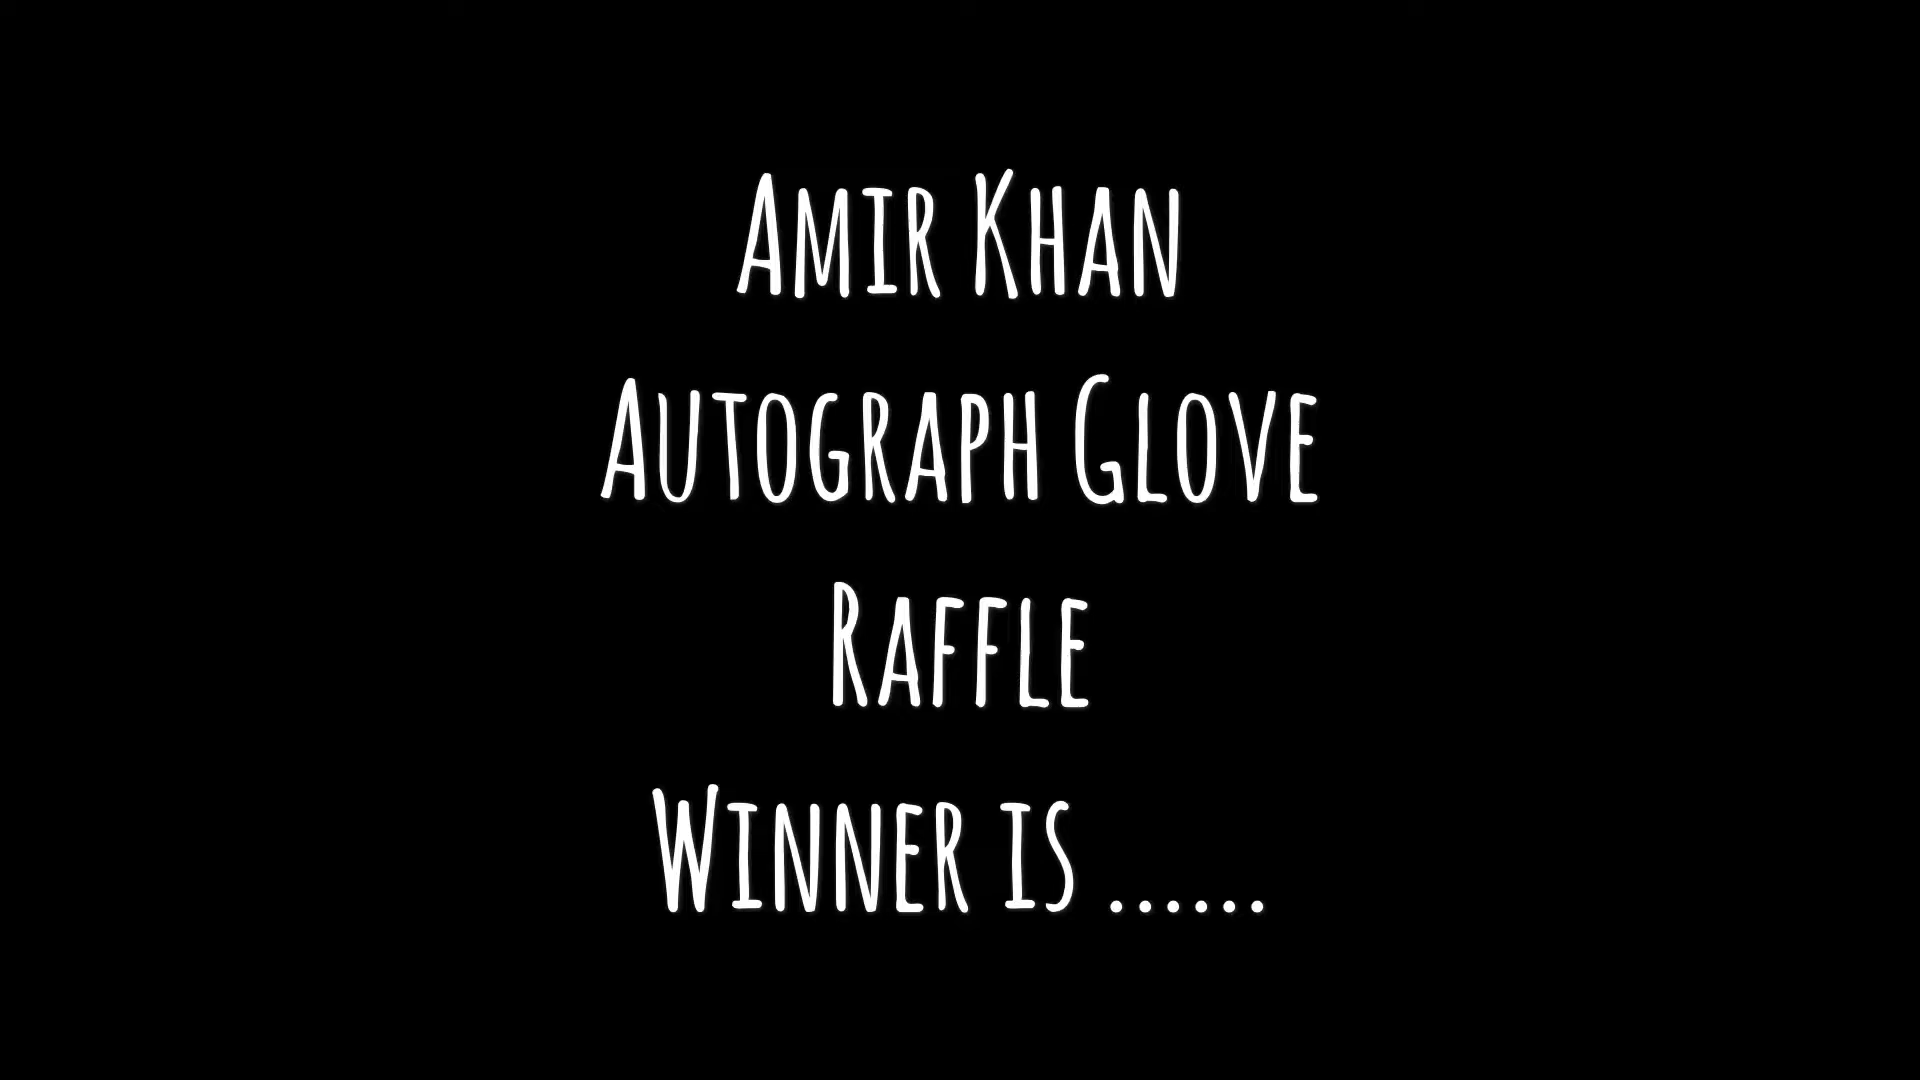 Amir Khan
Autograph Glove
Raffle
Winner is ......